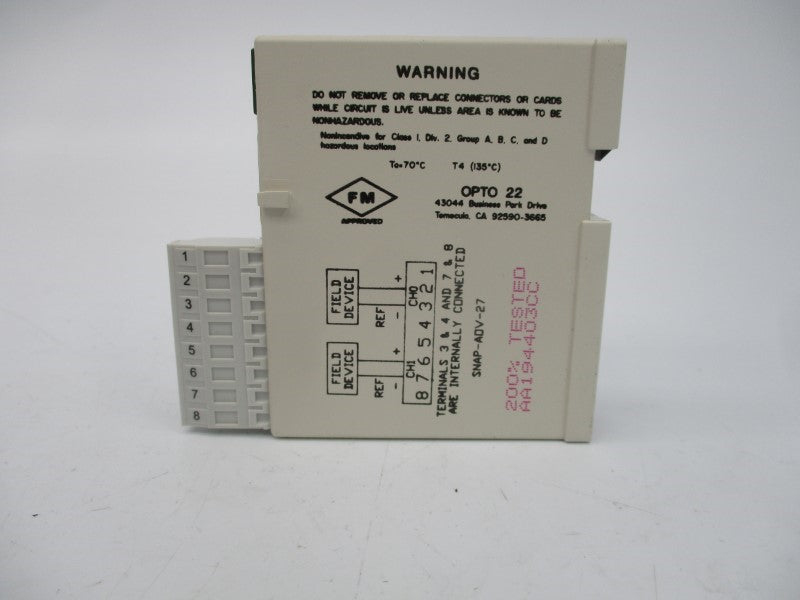 WARNING
DO NOT REMOVE OR REPLACE CONNECTORS OR CARDS
WHILE CIRCUIT IS LIVE UNLESS AREA IS KNOWN TO BE
NONHAZARDOUS.
Nonincendive for Class I, Div. 2, Group A, B, C, and D
hazardous locations
Ta=70°C T4 (135°C)
FM
APPROVED
OPTO 22
43044 Business Park Drive
Temecula, CA 92590-3665
1
2
3
4
5
6
7
8
FIELD
DEVICE
FIELD
DEVICE
REF - +
REF - +
CH1 CH0
8 7 6 5 4 3 2 1
TERMINALS 3 & 4 AND 7 & 8
ARE INTERNALLY CONNECTED
SNAP-AOV-27
200% TESTED
AA194403CC